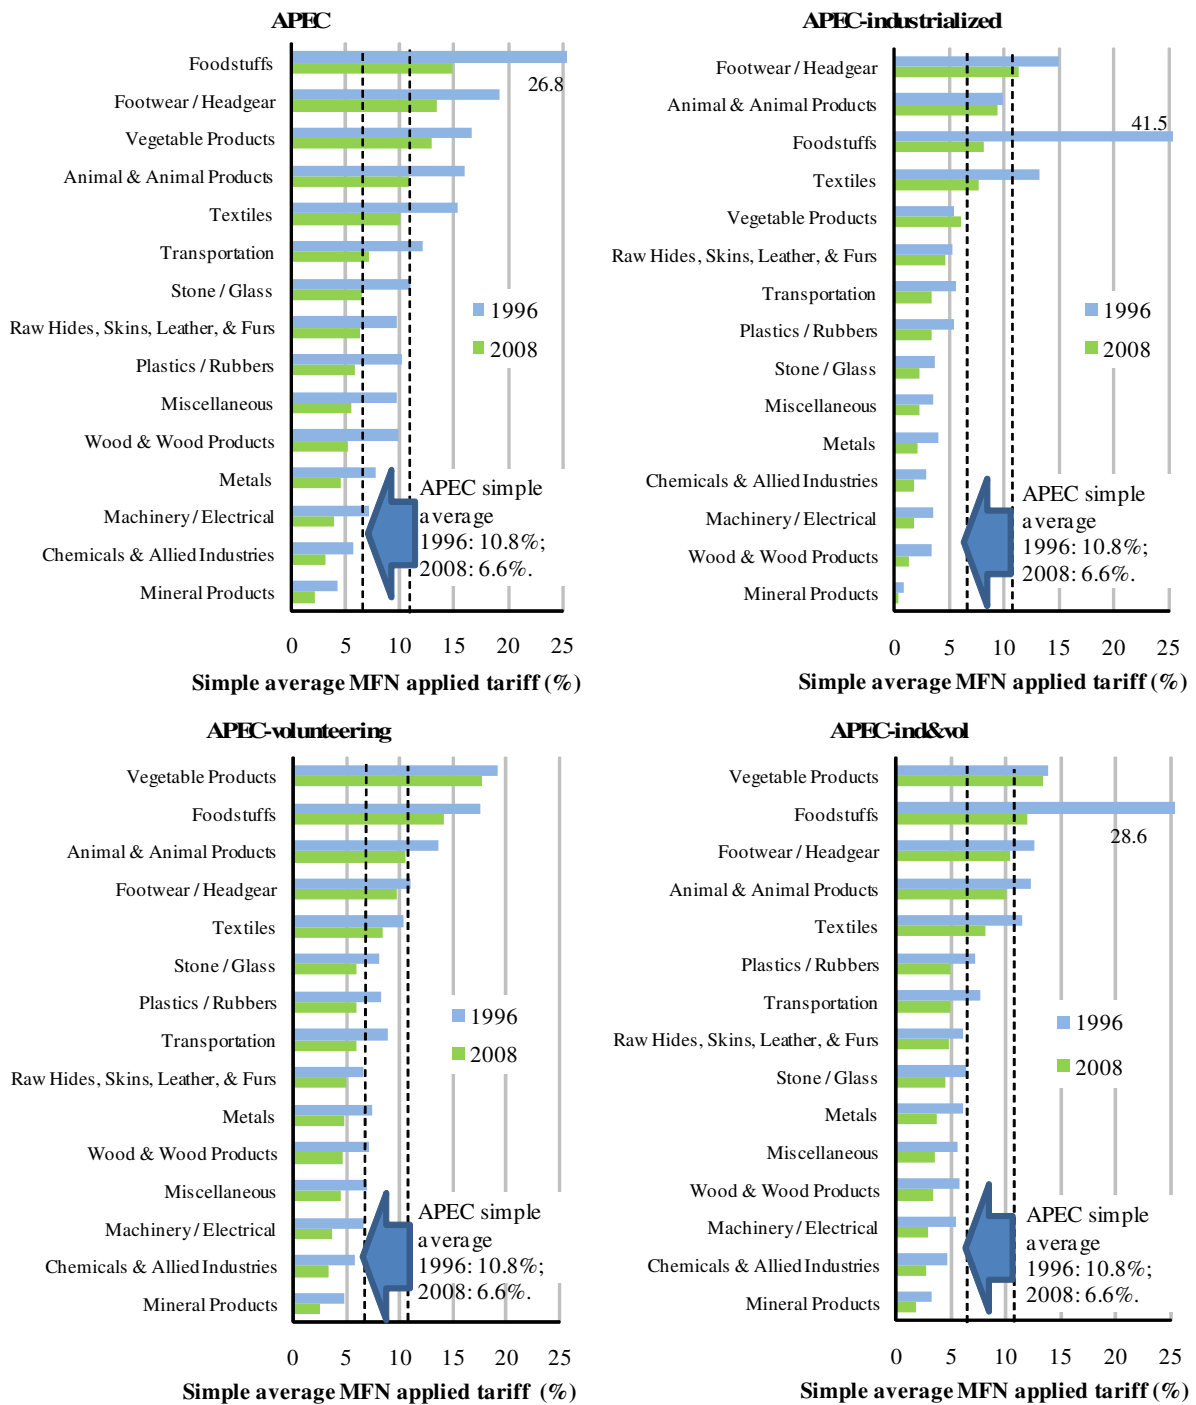 APEC
Foodstuffs
26.8
Footwear / Headgear
Vegetable Products
Animal & Animal Products
Textiles
Transportation
Stone / Glass
Raw Hides, Skins, Leather, & Furs
Plastics / Rubbers
Miscellaneous
Wood & Wood Products
Metals
Machinery / Electrical
Chemicals & Allied Industries
Mineral Products
1996
2008
APEC simple
average
1996: 10.8%;
2008: 6.6%.
0 5 10 15 20 25
Simple average MFN applied tariff (%)
APEC-industrialized
Footwear / Headgear
Animal & Animal Products
41.5
Foodstuffs
Textiles
Vegetable Products
Raw Hides, Skins, Leather, & Furs
Transportation
Plastics / Rubbers
Stone / Glass
Miscellaneous
Metals
Chemicals & Allied Industries
Machinery / Electrical
Wood & Wood Products
Mineral Products
1996
2008
APEC simple
average
1996: 10.8%;
2008: 6.6%.
0 5 10 15 20 25
Simple average MFN applied tariff (%)
APEC-volunteering
Vegetable Products
Foodstuffs
Animal & Animal Products
Footwear / Headgear
Textiles
Stone / Glass
Plastics / Rubbers
Transportation
Raw Hides, Skins, Leather, & Furs
Metals
Wood & Wood Products
Miscellaneous
Machinery / Electrical
Chemicals & Allied Industries
Mineral Products
1996
2008
APEC simple
average
1996: 10.8%;
2008: 6.6%.
0 5 10 15 20 25
Simple average MFN applied tariff (%)
APEC-ind&vol
Vegetable Products
Foodstuffs
28.6
Footwear / Headgear
Animal & Animal Products
Textiles
Plastics / Rubbers
Transportation
Raw Hides, Skins, Leather, & Furs
Stone / Glass
Metals
Miscellaneous
Wood & Wood Products
Machinery / Electrical
Chemicals & Allied Industries
Mineral Products
1996
2008
APEC simple
average
1996: 10.8%;
2008: 6.6%.
0 5 10 15 20 25
Simple average MFN applied tariff (%)